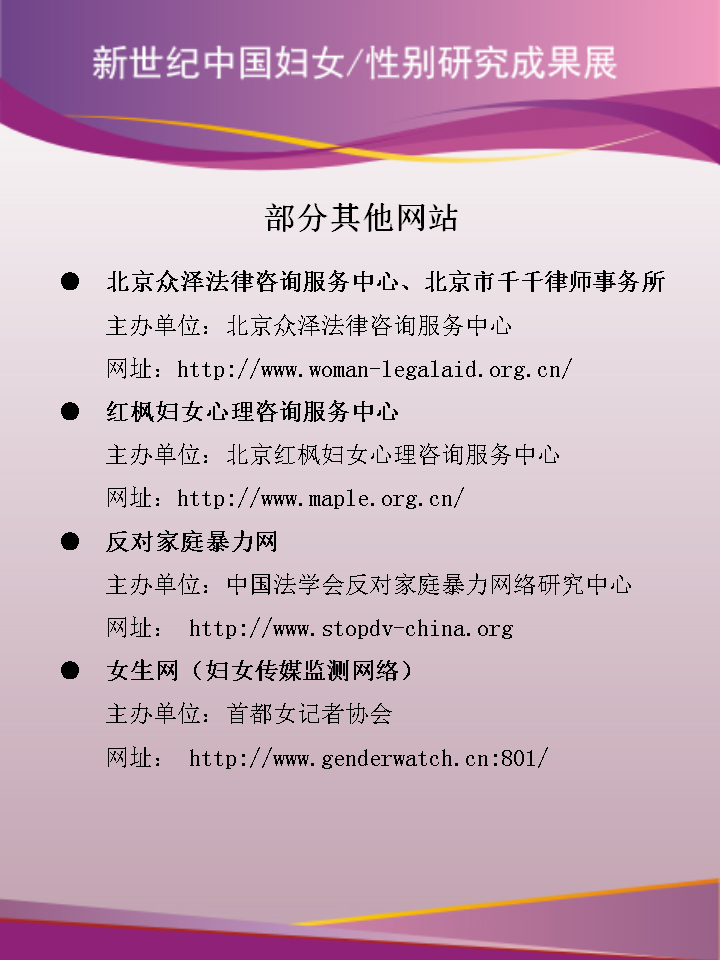 新世纪中国妇女/性别研究成果展
部分其他网站
● 北京众泽法律咨询服务中心、北京市千千律师事务所
主办单位：北京众泽法律咨询服务中心
网址：http://www.woman-legalaid.org.cn/
● 红枫妇女心理咨询服务中心
主办单位：北京红枫妇女心理咨询服务中心
网址：http://www.maple.org.cn/
● 反对家庭暴力网
主办单位：中国法学会反对家庭暴力网络研究中心
网址： http://www.stopdv-china.org
● 女生网（妇女传媒监测网络）
主办单位：首都女记者协会
网址： http://www.genderwatch.cn:801/